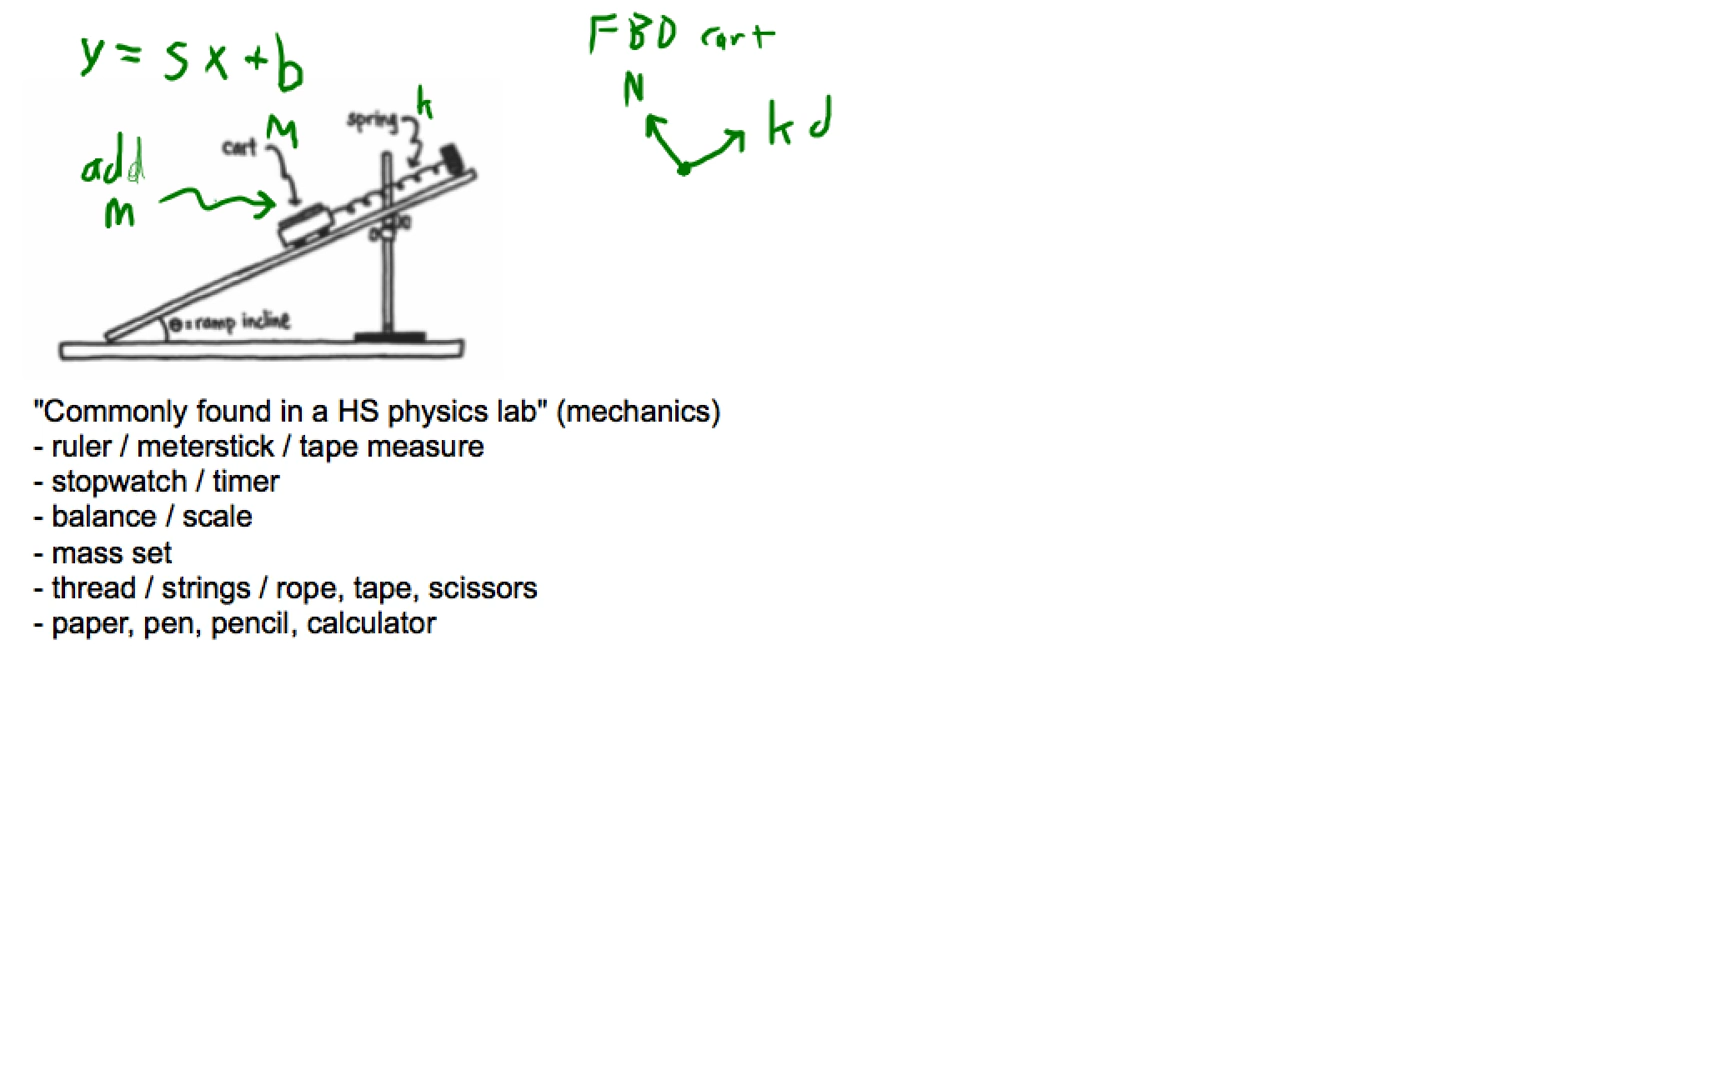 y = 5 x + b
FBD cart
N
k d
add
m
cart M
spring k
θ = ramp incline
"Commonly found in a HS physics lab" (mechanics)
- ruler / meterstick / tape measure
- stopwatch / timer
- balance / scale
- mass set
- thread / strings / rope, tape, scissors
- paper, pen, pencil, calculator